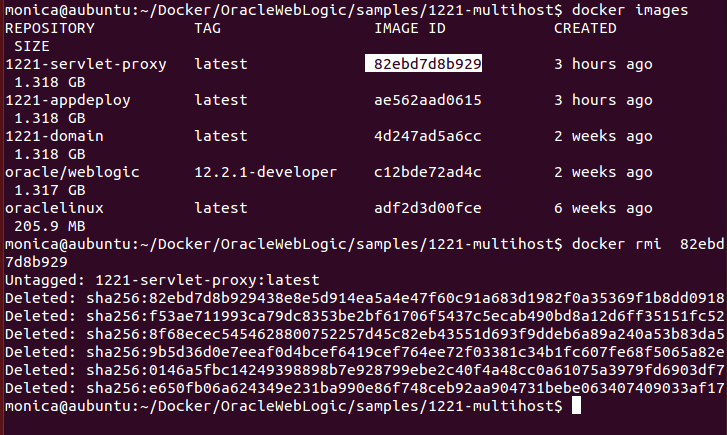 monica@aubuntu:~/Docker/OracleWebLogic/samples/1221-multihost$ docker images
REPOSITORY TAG IMAGE ID CREATED
SIZE
1221-servlet-proxy latest 82ebd7d8b929 3 hours ago
1.318 GB
1221-appdeploy latest ae562aad0615 3 hours ago
1.318 GB
1221-domain latest 4d247ad5a6cc 2 weeks ago
1.318 GB
oracle/weblogic 12.2.1-developer c12bde72ad4c 2 weeks ago
1.317 GB
oraclelinux latest adf2d3d00fce 6 weeks ago
205.9 MB
monica@aubuntu:~/Docker/OracleWebLogic/samples/1221-multihost$ docker rmi  82ebd
7d8b929
Untagged: 1221-servlet-proxy:latest
Deleted: sha256:82ebd7d8b929438e8e5d914ea5a4e47f60c91a683d1982f0a35369f1b8dd0918
Deleted: sha256:f53ae711993ca79dc8353be2bf61706f5437c5ecab490bd8a12d6ff35151fc52
Deleted: sha256:8f68ecec5454628800752257d45c82eb43551d693f9ddeb6a89a240a53b83da5
Deleted: sha256:9b5d36d0e7eeaf0d4bcef6419cef764ee72f03381c34b1fc607fe68f5065a82e
Deleted: sha256:0146a5fbc14249398898b7e928799ebe2c40f4a48cc0a61075a3979fd6903df7
Deleted: sha256:e650fb06a624349e231ba990e86f748ceb92aa904731bebe063407409033af17
monica@aubuntu:~/Docker/OracleWebLogic/samples/1221-multihost$